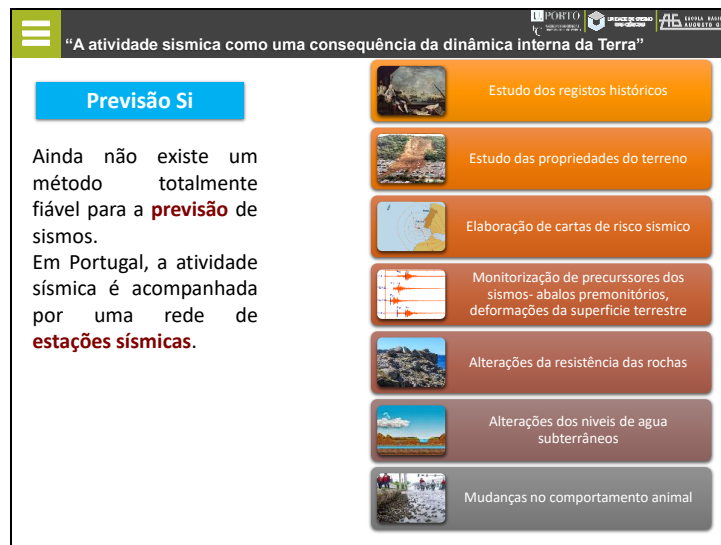 U.PORTO
“A atividade sismica como uma consequência da dinâmica interna da Terra”
Previsão Si
Ainda não existe um
método totalmente
fiável para a previsão de
sismos.
Em Portugal, a atividade
sísmica é acompanhada
por uma rede de
estações sísmicas.
Estudo dos registos históricos
Estudo das propriedades do terreno
Elaboração de cartas de risco sismico
Monitorização de precurssores dos
sismos- abalos premonitórios,
deformações da superficie terrestre
Alterações da resistência das rochas
Alterações dos niveis de agua
subterrâneos
Mudanças no comportamento animal